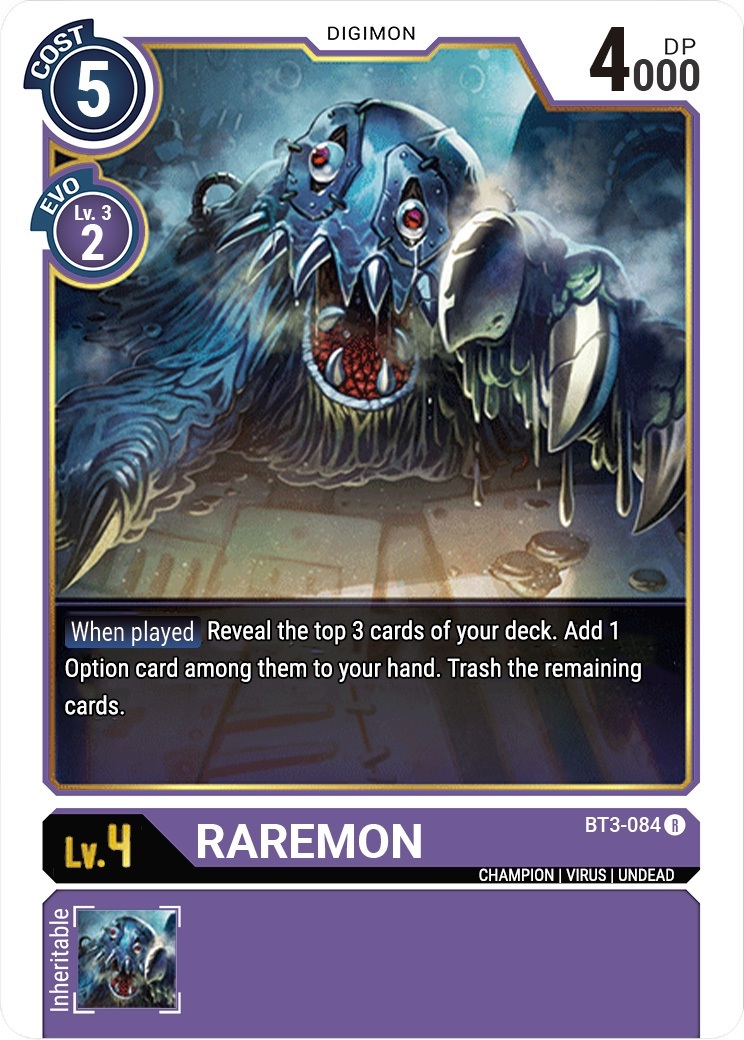 DIGIMON
COST
5
DP
4000
EVO
Lv. 3
2
When played Reveal the top 3 cards of your deck. Add 1
Option card among them to your hand. Trash the remaining
cards.
Lv.4
RAREMON
BT3-084 R
CHAMPION | VIRUS | UNDEAD
Inheritable